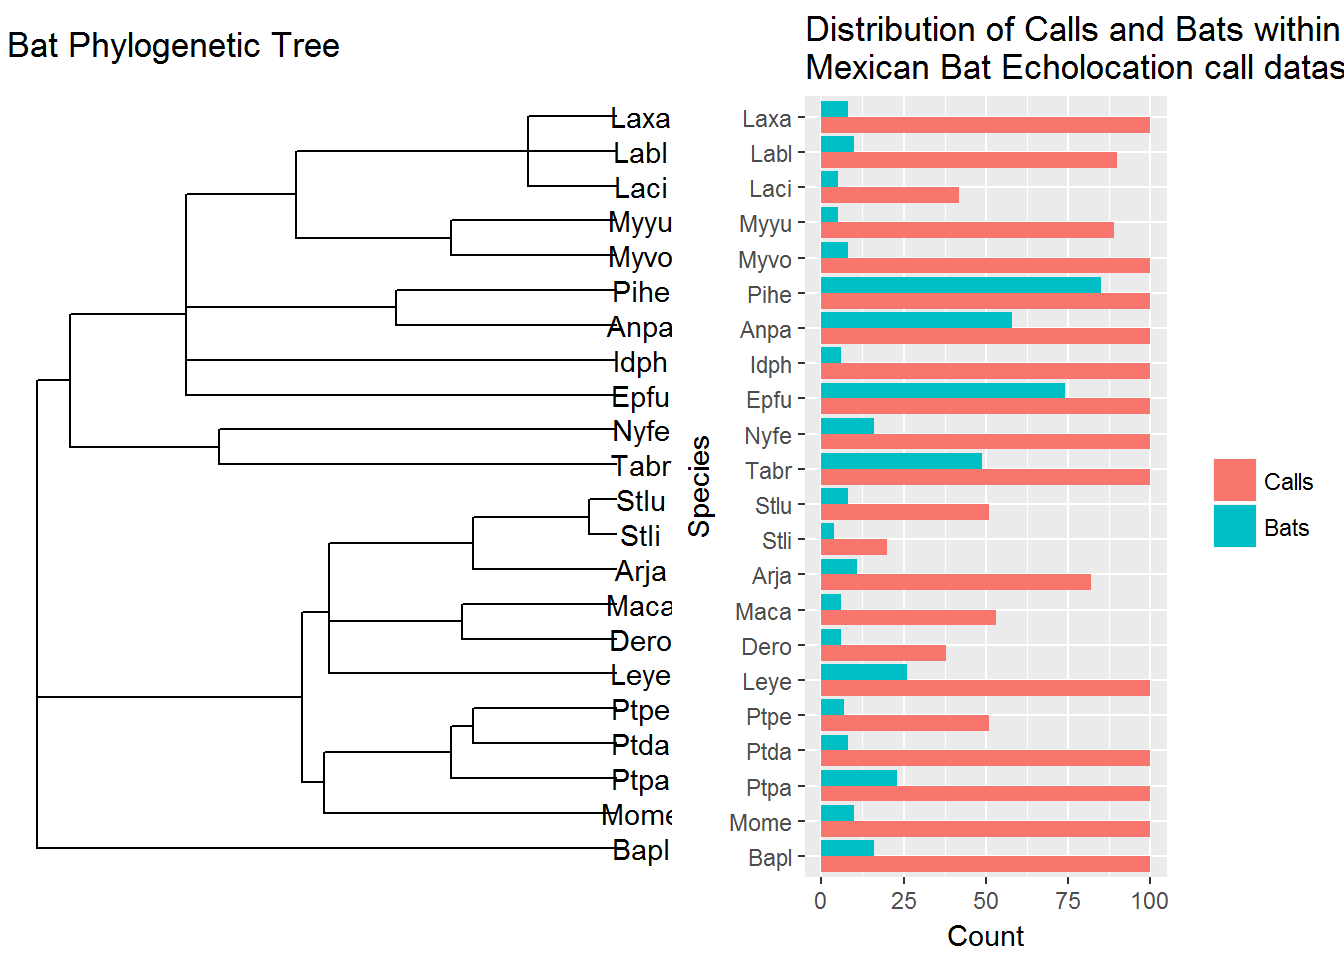 Bat Phylogenetic Tree
Laxa
Labl
Laci
Myyu
Myvo
Pihe
Anpa
Idph
Epfu
Nyfe
Tabr
Stlu
Stli
Arja
Maca
Dero
Leye
Ptpe
Ptda
Ptpa
Mome
Bapl
Distribution of Calls and Bats within
Mexican Bat Echolocation call datas
Species
Laxa
Labl
Laci
Myyu
Myvo
Pihe
Anpa
Idph
Epfu
Nyfe
Tabr
Stlu
Stli
Arja
Maca
Dero
Leye
Ptpe
Ptda
Ptpa
Mome
Bapl
0 25 50 75 100
Count
Calls
Bats